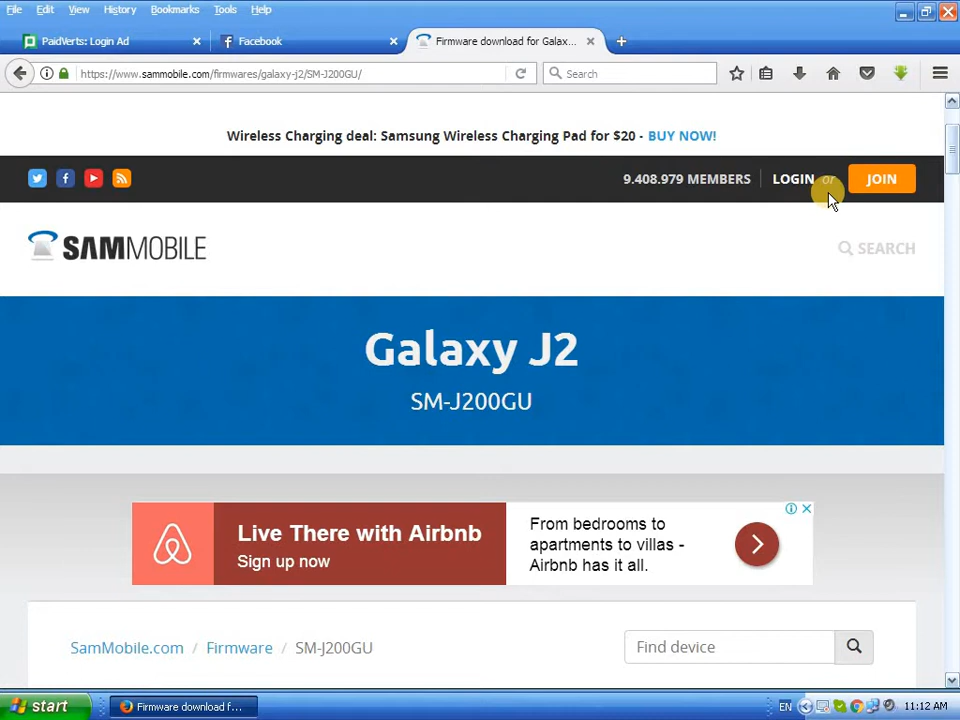 File Edit View History Bookmarks Tools Help
PaidVerts: Login Ad
Facebook
Firmware download for Galax...
https://www.sammobile.com/firmwares/galaxy-j2/SM-J200GU/
Search
Wireless Charging deal: Samsung Wireless Charging Pad for $20 - BUY NOW!
9.408.979 MEMBERS LOGIN or JOIN
SAMMOBILE
SEARCH
Galaxy J2
SM-J200GU
Live There with Airbnb
Sign up now
From bedrooms to
apartments to villas -
Airbnb has it all.
SamMobile.com / Firmware / SM-J200GU
Find device
start
Firmware download f...
EN
11:12 AM